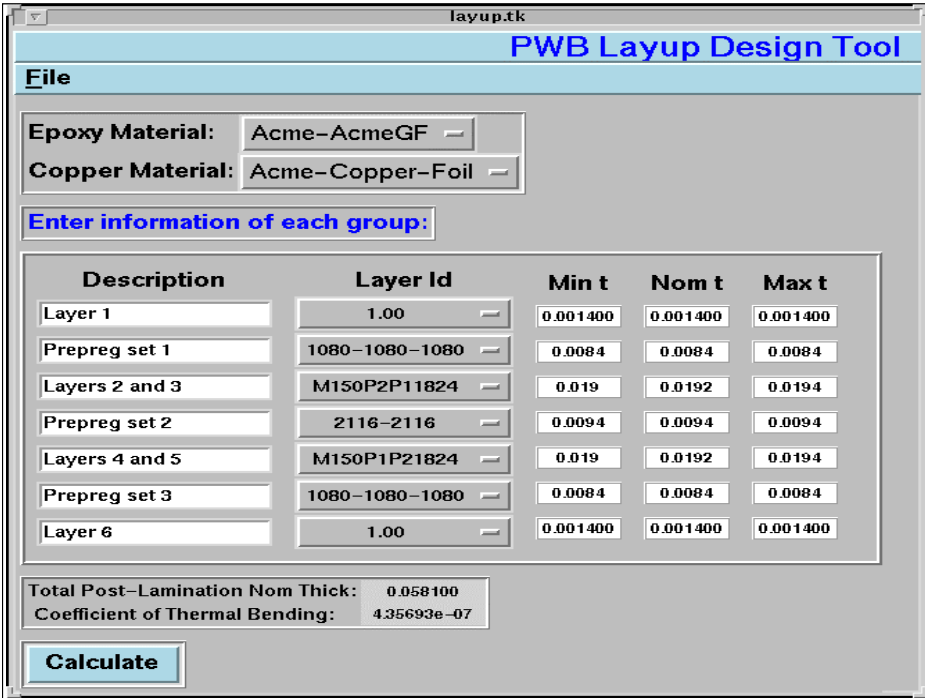 layup.tk
PWB Layup Design Tool
File
Epoxy Material: Acme-AcmeGF
Copper Material: Acme-Copper-Foil
Enter information of each group:
Description Layer Id Min t Nom t Max t
Layer 1 1.00 0.001400 0.001400 0.001400
Prepreg set 1 1080-1080-1080 0.0084 0.0084 0.0084
Layers 2 and 3 M150P2P11824 0.019 0.0192 0.0194
Prepreg set 2 2116-2116 0.0094 0.0094 0.0094
Layers 4 and 5 M150P1P21824 0.019 0.0192 0.0194
Prepreg set 3 1080-1080-1080 0.0084 0.0084 0.0084
Layer 6 1.00 0.001400 0.001400 0.001400
Total Post-Lamination Nom Thick: 0.058100
Coefficient of Thermal Bending: 4.35693e-07
Calculate